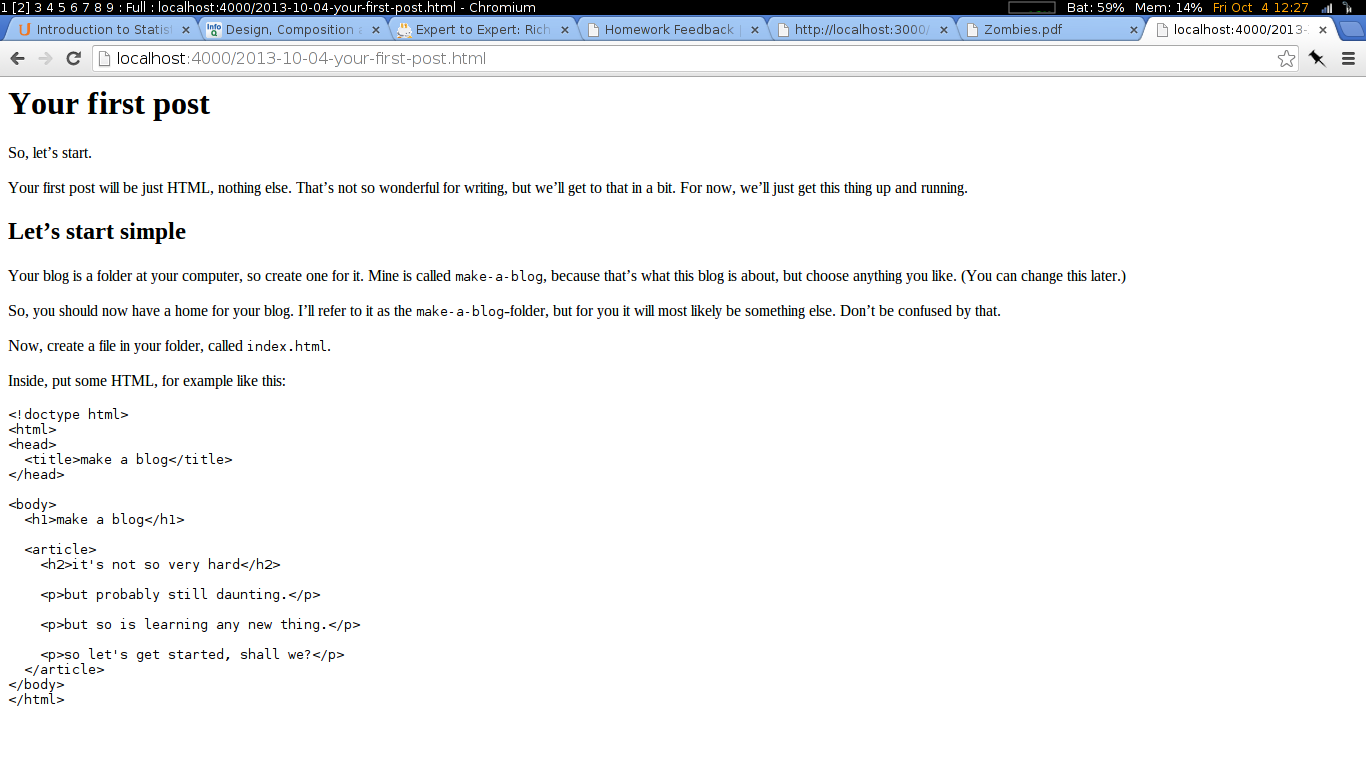 1 [2] 3 4 5 6 7 8 9 : Full : localhost:4000/2013-10-04-your-first-post.html - Chromium Bat: 59% Mem: 14% Fri Oct 4 12:27
Introduction to Statis Design, Composition Expert to Expert: Rich Homework Feedback | http://localhost:3000/ Zombies.pdf localhost:4000/2013-
localhost:4000/2013-10-04-your-first-post.html
Your first post
So, let’s start.
Your first post will be just HTML, nothing else. That’s not so wonderful for writing, but we’ll get to that in a bit. For now, we’ll just get this thing up and running.
Let’s start simple
Your blog is a folder at your computer, so create one for it. Mine is called make-a-blog, because that’s what this blog is about, but choose anything you like. (You can change this later.)
So, you should now have a home for your blog. I’ll refer to it as the make-a-blog-folder, but for you it will most likely be something else. Don’t be confused by that.
Now, create a file in your folder, called index.html.
Inside, put some HTML, for example like this:
<!doctype html>
<html>
<head>
  <title>make a blog</title>
</head>
<body>
  <h1>make a blog</h1>
  <article>
    <h2>it's not so very hard</h2>
    <p>but probably still daunting.</p>
    <p>but so is learning any new thing.</p>
    <p>so let's get started, shall we?</p>
  </article>
</body>
</html>